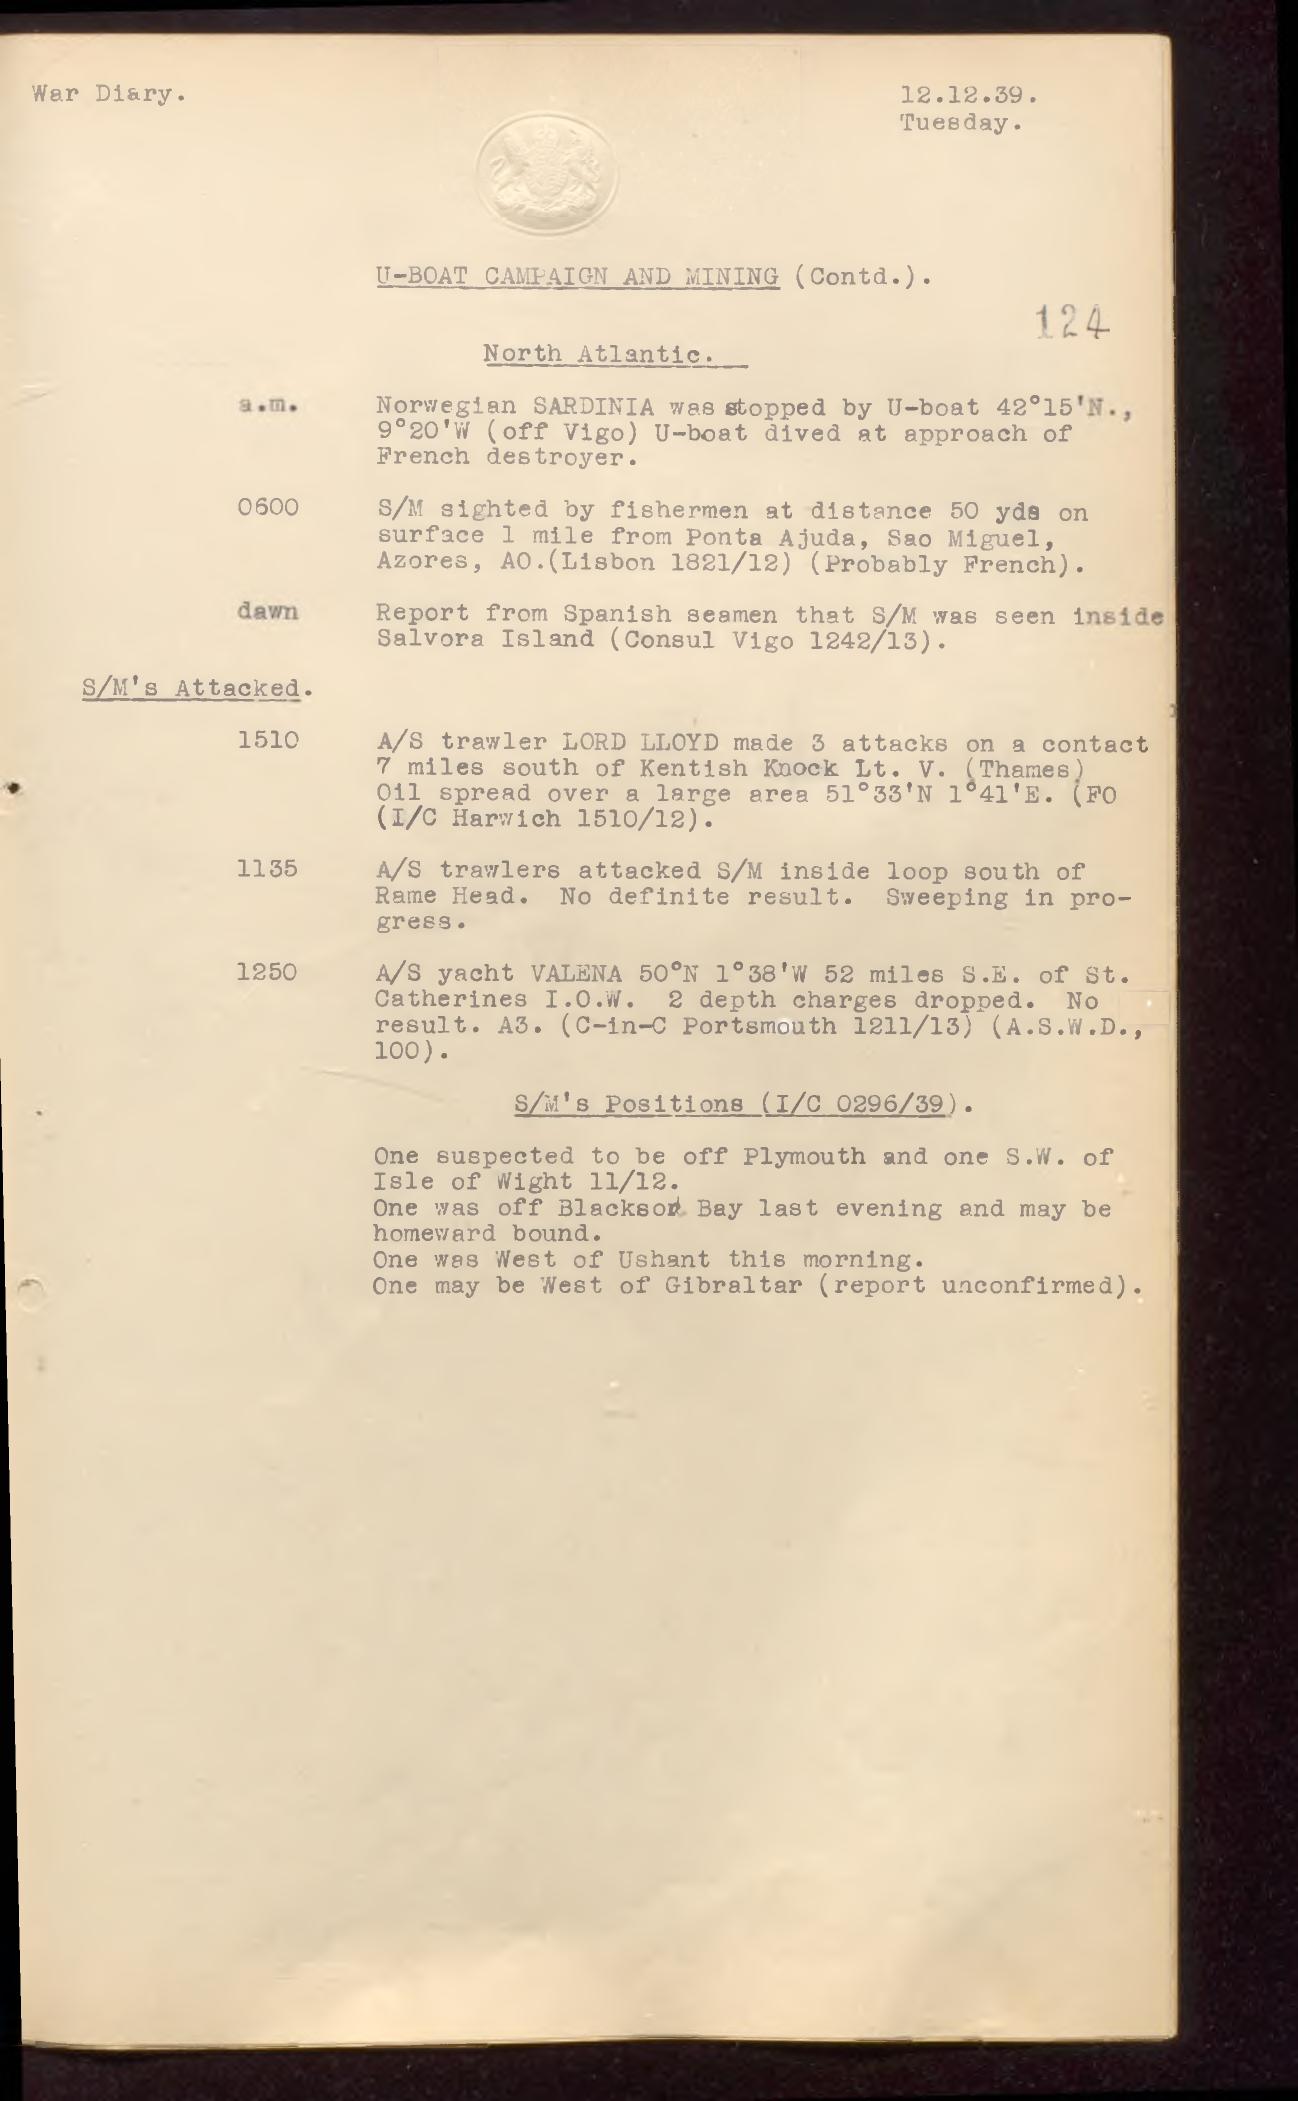 War Diary.
12.12.39.
Tuesday.
U-BOAT CAMPAIGN AND MINING (Contd.).
124
North Atlantic.
a.m. Norwegian SARDINIA was stopped by U-boat 42°15'N.,
9°20'W (off Vigo) U-boat dived at approach of
French destroyer.
0600 S/M sighted by fishermen at distance 50 yds on
surface 1 mile from Ponta Ajuda, Sao Miguel,
Azores, AO.(Lisbon 1821/12) (Probably French).
dawn Report from Spanish seamen that S/M was seen inside
Salvora Island (Consul Vigo 1242/13).
S/M's Attacked.
1510 A/S trawler LORD LLOYD made 3 attacks on a contact
7 miles south of Kentish Knock Lt. V. (Thames)
Oil spread over a large area 51°33'N 1°41'E. (FO
(I/C Harwich 1510/12).
1135 A/S trawlers attacked S/M inside loop south of
Rame Head. No definite result. Sweeping in pro-
gress.
1250 A/S yacht VALENA 50°N 1°38'W 52 miles S.E. of St.
Catherines I.O.W. 2 depth charges dropped. No
result. A3. (C-in-C Portsmouth 1211/13) (A.S.W.D.,
100).
S/M's Positions (I/C 0296/39).
One suspected to be off Plymouth and one S.W. of
Isle of Wight 11/12.
One was off Blacksod Bay last evening and may be
homeward bound.
One was West of Ushant this morning.
One may be West of Gibraltar (report unconfirmed).